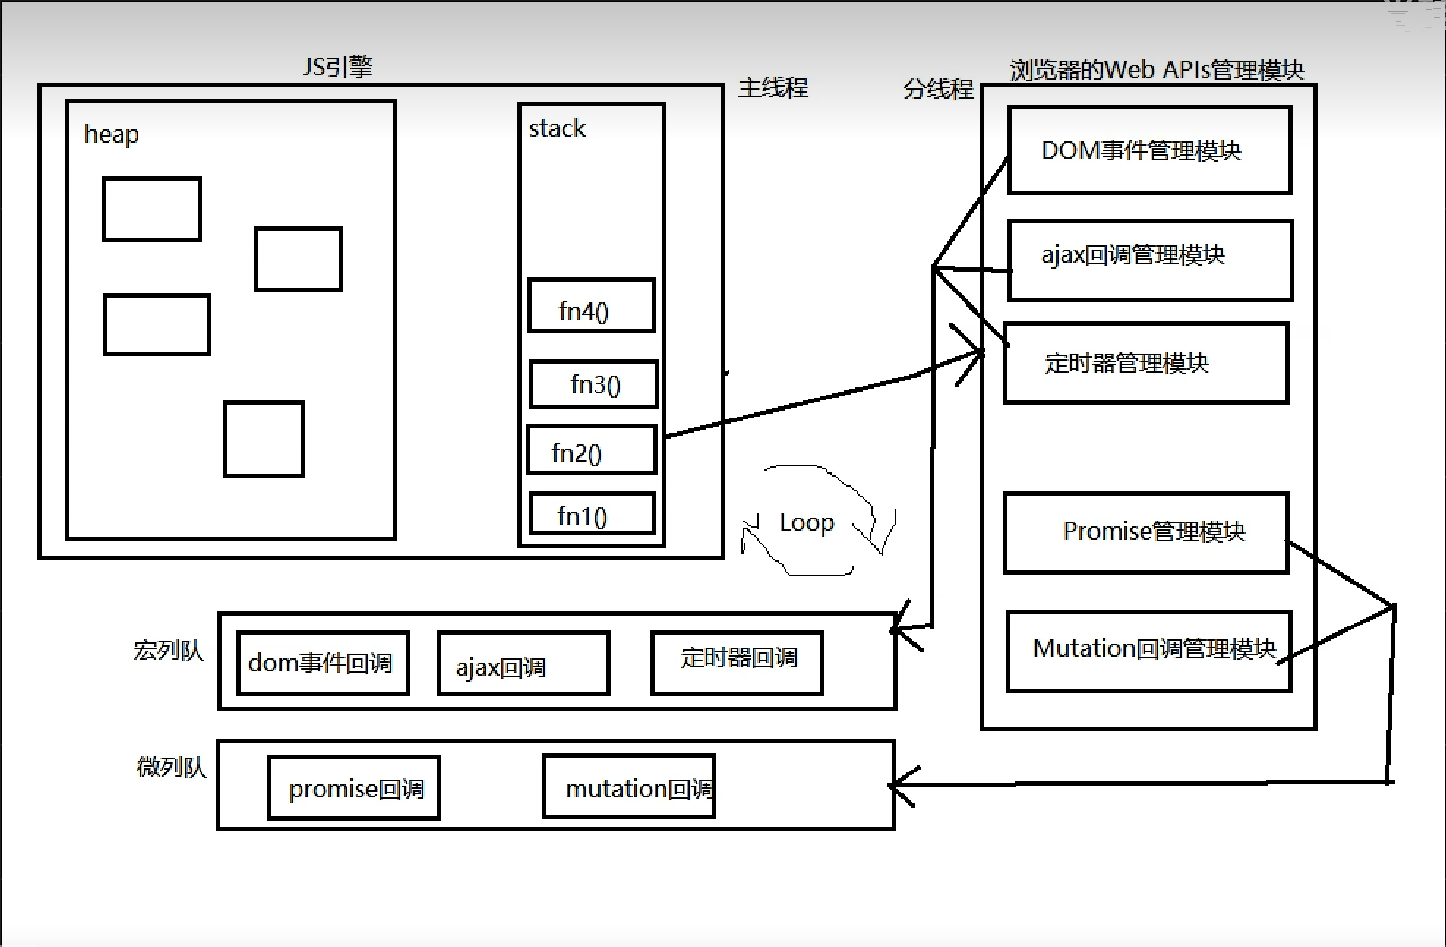 JS引擎
主线程
heap
stack
fn4()
fn3()
fn2()
fn1()
分线程
浏览器的Web APIs管理模块
DOM事件管理模块
ajax回调管理模块
定时器管理模块
Promise管理模块
Mutation回调管理模块
Loop
宏列队
dom事件回调
ajax回调
定时器回调
微列队
promise回调
mutation回调